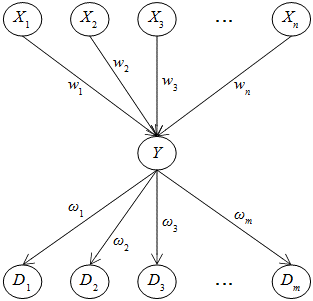 X₁ X₂ X₃ … Xₙ
w₁ w₂ w₃ wₙ
Y
ω₁ ω₂ ω₃ ωₘ
D₁ D₂ D₃ … Dₘ